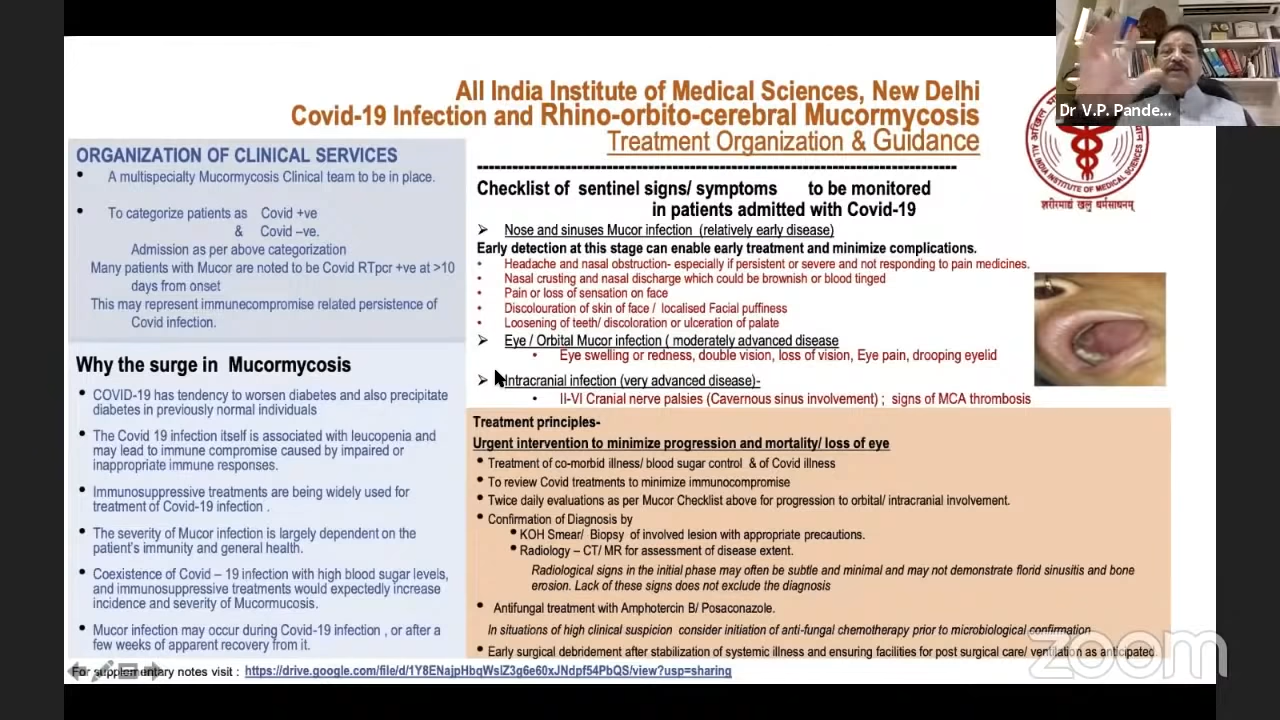 Dr V.P. Pande...
All India Institute of Medical Sciences, New Delhi
Covid-19 Infection and Rhino-orbito-cerebral Mucormycosis
Treatment Organization & Guidance
ORGANIZATION OF CLINICAL SERVICES
• A multispecialty Mucormycosis Clinical team to be in place.
• To categorize patients as Covid +ve
& Covid –ve.
Admission as per above categorization
Many patients with Mucor are noted to be Covid RTpcr +ve at >10
days from onset
This may represent immunecompromise related persistence of
Covid infection.
Why the surge in Mucormycosis
• COVID-19 has tendency to worsen diabetes and also precipitate
diabetes in previously normal individuals
• The Covid 19 infection itself is associated with leucopenia and
may lead to immune compromise caused by impaired or
inappropriate immune responses.
• Immunosuppressive treatments are being widely used for
treatment of Covid-19 infection .
• The severity of Mucor infection is largely dependent on the
patient's immunity and general health.
• Coexistence of Covid – 19 infection with high blood sugar levels,
and immunosuppressive treatments would expectedly increase
incidence and severity of Mucormucosis.
• Mucor infection may occur during Covid-19 infection , or after a
few weeks of apparent recovery from it.
--------------------------------------------------------------------------------
Checklist of sentinel signs/ symptoms to be monitored
in patients admitted with Covid-19
➢ Nose and sinuses Mucor infection (relatively early disease)
Early detection at this stage can enable early treatment and minimize complications.
• Headache and nasal obstruction- especially if persistent or severe and not responding to pain medicines.
• Nasal crusting and nasal discharge which could be brownish or blood tinged
• Pain or loss of sensation on face
• Discolouration of skin of face / localised Facial puffiness
• Loosening of teeth/ discoloration or ulceration of palate
➢ Eye / Orbital Mucor infection ( moderately advanced disease
• Eye swelling or redness, double vision, loss of vision, Eye pain, drooping eyelid
➢ Intracranial infection (very advanced disease)-
• II-VI Cranial nerve palsies (Cavernous sinus involvement) ; signs of MCA thrombosis
Treatment principles-
Urgent intervention to minimize progression and mortality/ loss of eye
• Treatment of co-morbid illness/ blood sugar control & of Covid illness
• To review Covid treatments to minimize immunocompromise
• Twice daily evaluations as per Mucor Checklist above for progression to orbital/ intracranial involvement.
• Confirmation of Diagnosis by
• KOH Smear/ Biopsy of involved lesion with appropriate precautions.
• Radiology – CT/ MR for assessment of disease extent.
Radiological signs in the initial phase may often be subtle and minimal and may not demonstrate florid sinusitis and bone
erosion. Lack of these signs does not exclude the diagnosis
• Antifungal treatment with Amphotercin B/ Posaconazole.
In situations of high clinical suspicion consider initiation of anti-fungal chemotherapy prior to microbiological confirmation
• Early surgical debridement after stabilization of systemic illness and ensuring facilities for post surgical care/ ventilation as anticipated.
For supplementary notes visit : https://drive.google.com/file/d/1Y8ENajpHbqWsIZ3g6e60xJNdpf54PbQS/view?usp=sharing
ALL INDIA INSTITUTE OF MEDICAL SCIENCES
शरीरमाद्यं खलु धर्मसाधनम्
zoom